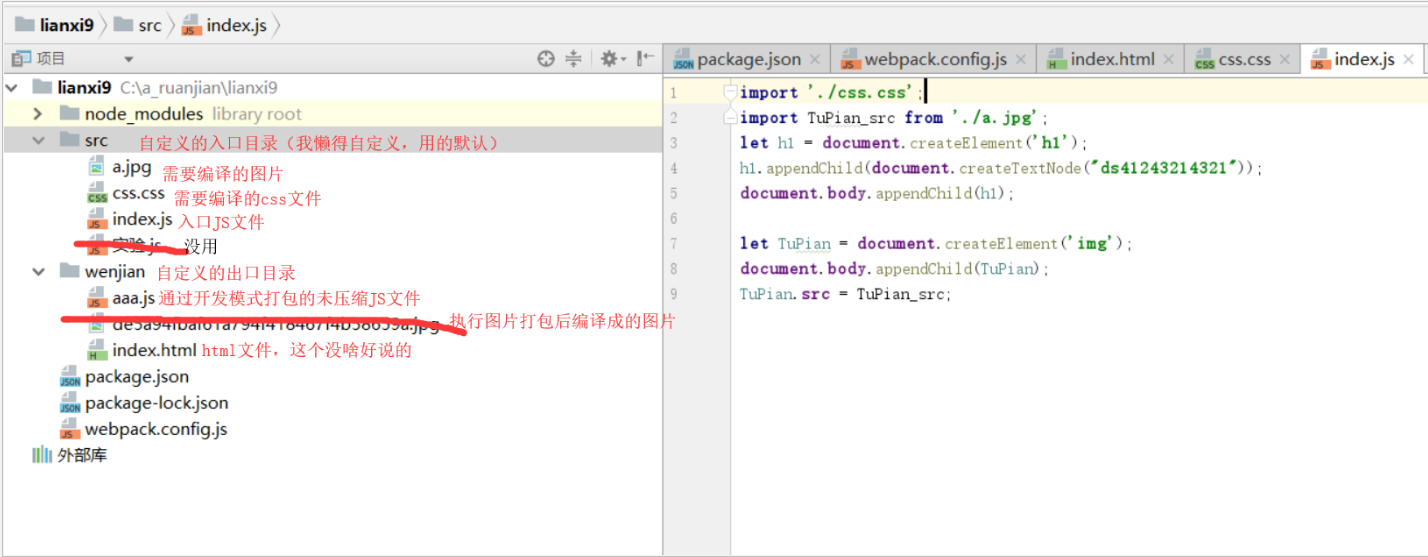 lianxi9 src index.js
项目
package.json webpack.config.js index.html css.css index.js
lianxi9 C:\a_ruanjian\lianxi9
node_modules library root
src 自定义的入口目录（我懒得自定义，用的默认）
a.jpg 需要编译的图片
css.css 需要编译的css文件
index.js 入口JS文件
实验.js 没用
wenjian 自定义的出口目录
aaa.js 通过开发模式打包的未压缩JS文件
执行图片打包后编译成的图片
index.html html文件，这个没啥好说的
package.json
package-lock.json
webpack.config.js
外部库
1 import './css.css';
2 import TuPian_src from './a.jpg';
3 let h1 = document.createElement('h1');
4 h1.appendChild(document.createTextNode("ds41243214321"));
5 document.body.appendChild(h1);
6
7 let TuPian = document.createElement('img');
8 document.body.appendChild(TuPian);
9 TuPian.src = TuPian_src;